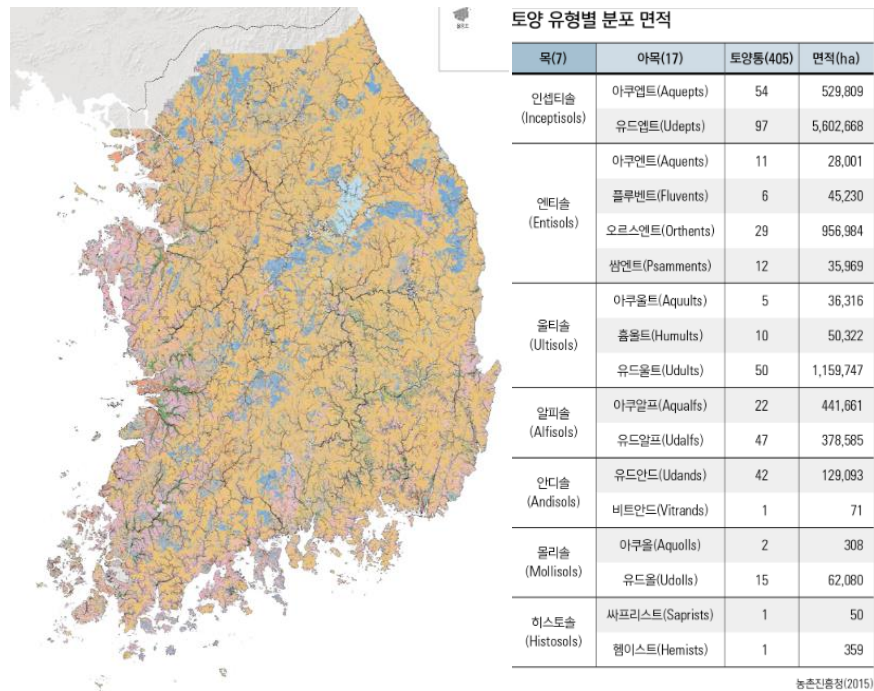 토양 유형별 분포 면적
목(7) 아목(17) 토양통(405) 면적(ha)
인셉티솔 (Inceptisols) 아쿠엡트(Aquepts) 54 529,809
유드엡트(Udepts) 97 5,602,668
엔티솔 (Entisols) 아쿠엔트(Aquents) 11 28,001
플루벤트(Fluvents) 6 45,230
오르스엔트(Orthents) 29 956,984
쌈엔트(Psamments) 12 35,969
울티솔 (Ultisols) 아쿠울트(Aquults) 5 36,316
흄울트(Humults) 10 50,322
유드울트(Udults) 50 1,159,747
알피솔 (Alfisols) 아쿠알프(Aqualfs) 22 441,661
유드알프(Udalfs) 47 378,585
안디솔 (Andisols) 유드안드(Udands) 42 129,093
비트안드(Vitrands) 1 71
몰리솔 (Mollisols) 아쿠올(Aquolls) 2 308
유드올(Udolls) 15 62,080
히스토솔 (Histosols) 싸프리스트(Saprists) 1 50
헴이스트(Hemists) 1 359
농촌진흥청(2015)